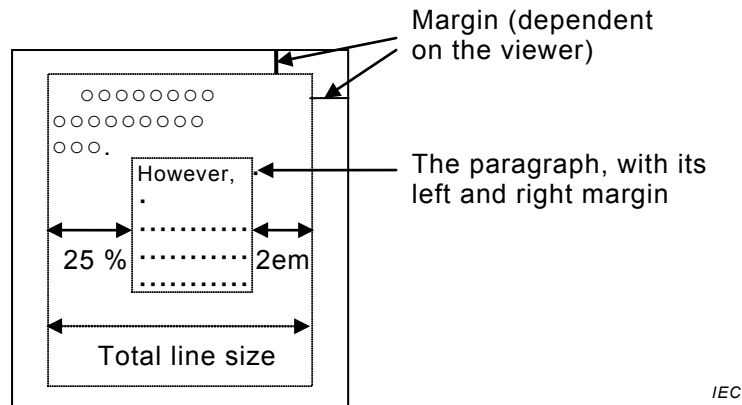 Margin (dependent
on the viewer)
○○○○○○○○
○○○○○○○○○
○○○.
The paragraph, with its
left and right margin
However,
.
...........
25 %
2em
...........
...........
Total line size
IEC